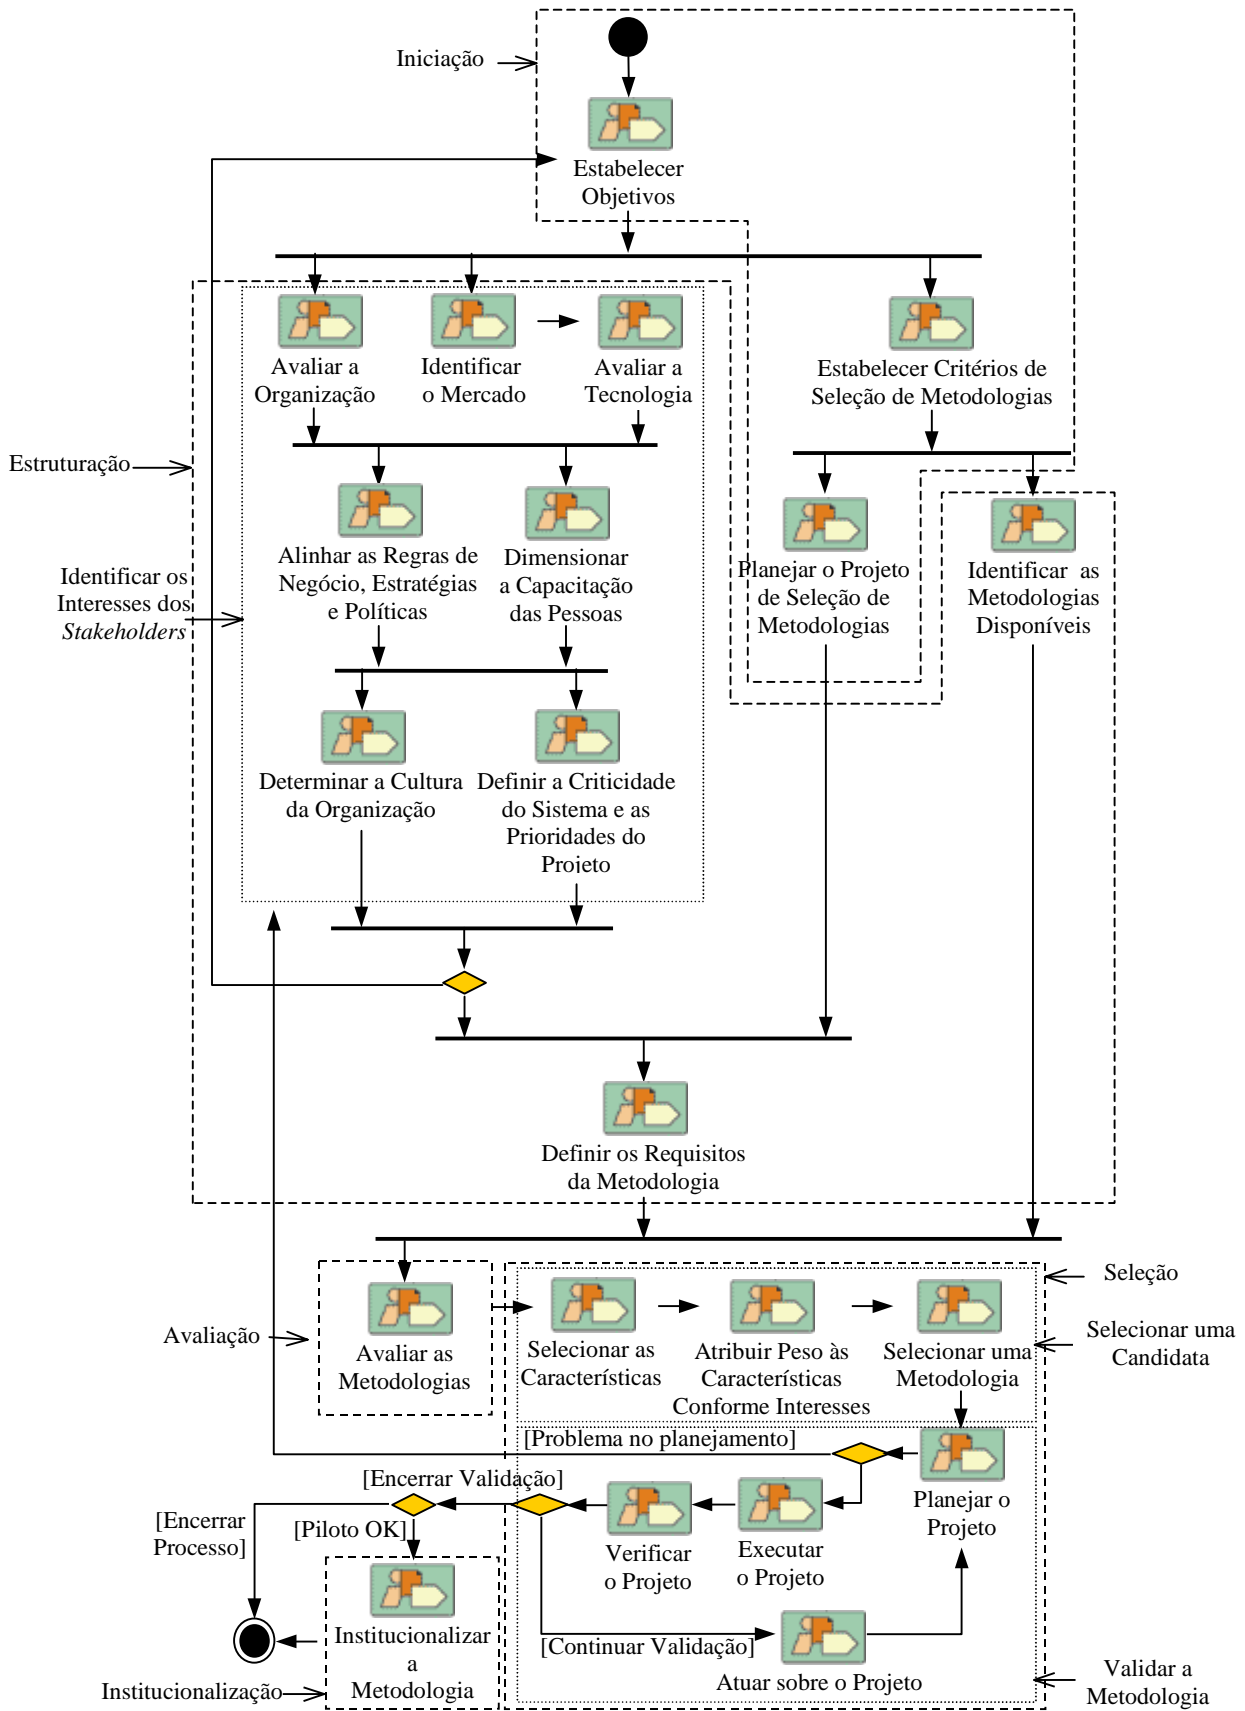 Iniciação
Estabelecer
Objetivos
Avaliar a
Organização
Identificar
o Mercado
Avaliar a
Tecnologia
Estabelecer Critérios de
Seleção de Metodologias
Estruturação
Alinhar as Regras de
Negócio, Estratégias
e Políticas
Dimensionar
a Capacitação
das Pessoas
Planejar o Projeto
de Seleção de
Metodologias
Identificar as
Metodologias
Disponíveis
Identificar os
Interesses dos
Stakeholders
Determinar a Cultura
da Organização
Definir a Criticidade
do Sistema e as
Prioridades do
Projeto
Definir os Requisitos
da Metodologia
Seleção
Avaliação
Avaliar as
Metodologias
Selecionar as
Características
Atribuir Peso às
Características
Conforme Interesses
Selecionar uma
Metodologia
Selecionar uma
Candidata
[Problema no planejamento]
[Encerrar Validação]
Planejar o
Projeto
[Encerrar
Processo]
[Piloto OK]
Verificar
o Projeto
Executar
o Projeto
Institucionalizar
a
Metodologia
[Continuar Validação]
Atuar sobre o Projeto
Institucionalização
Validar a
Metodologia